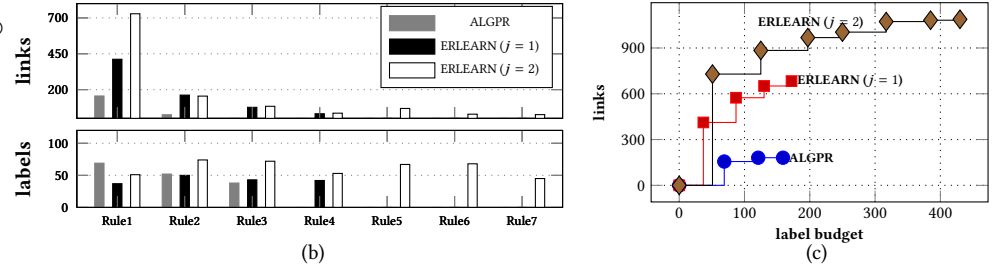 links
700
450
200
ALGPR
ERLEARN (j = 1)
ERLEARN (j = 2)
labels
100
50
0
Rule1 Rule2 Rule3 Rule4 Rule5 Rule6 Rule7
(b)
links
900
600
300
0
ERLEARN (j = 2)
ERLEARN (j = 1)
ALGPR
0 100 200 300 400
label budget
(c)